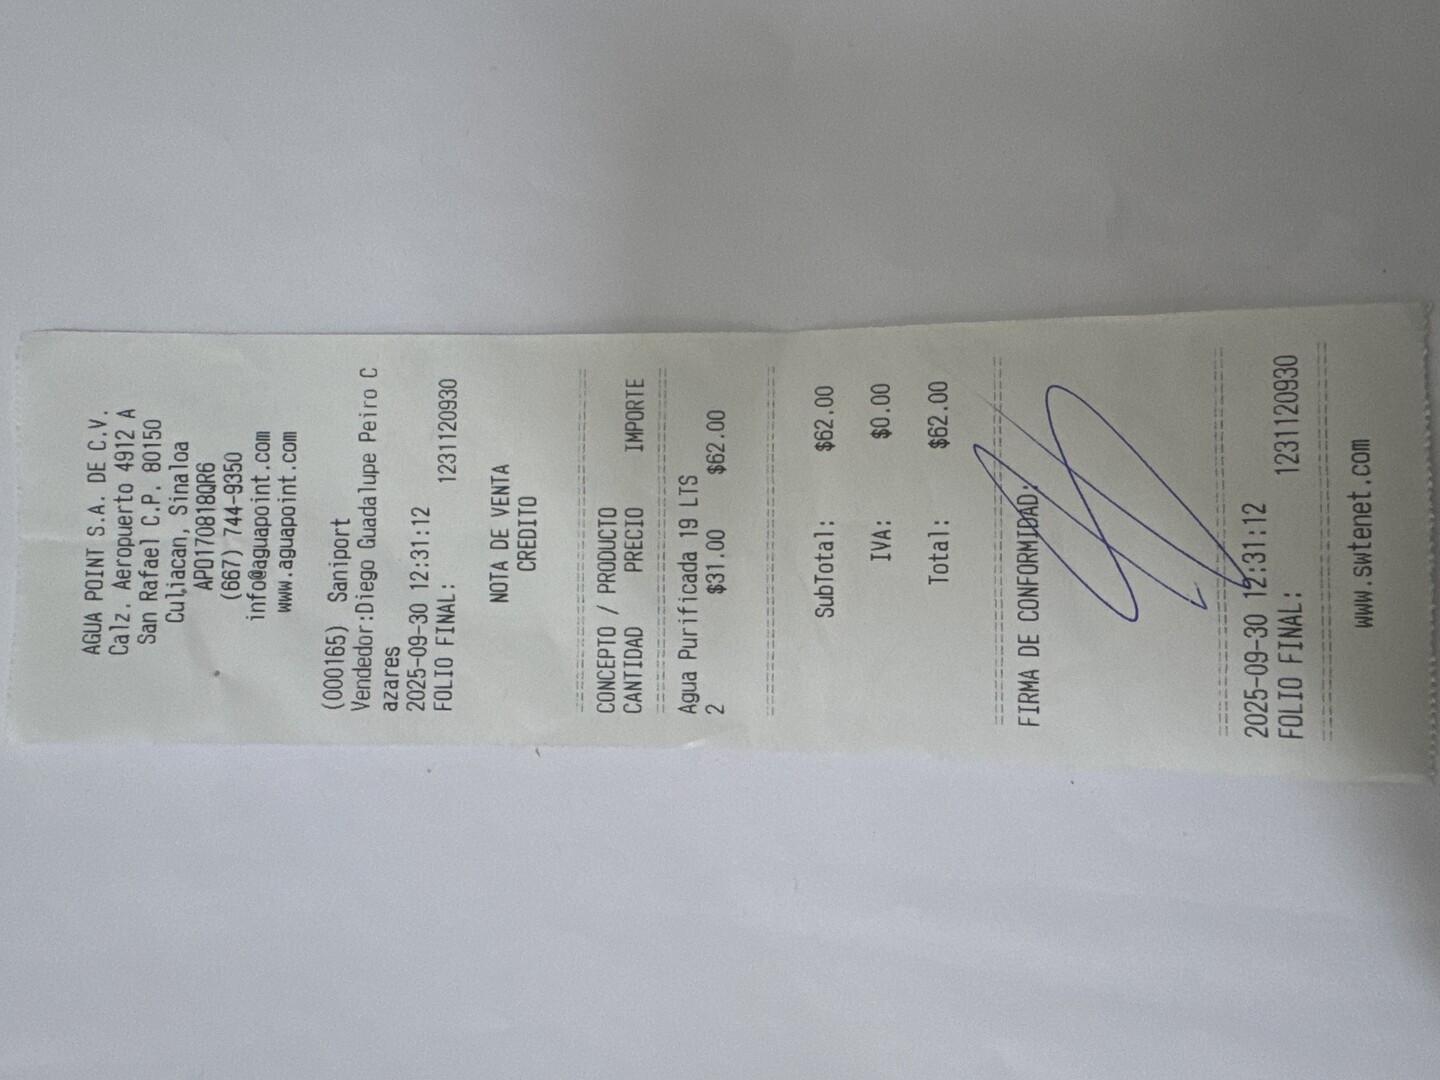 AGUA POINT S.A. DE C.V.
Calz. Aeropuerto 4912 A
San Rafael C.P. 80150
Culiacan, Sinaloa
APO170818QR6
(667) 744-9350
info@aguapoint.com
www.aguapoint.com
(000165) Saniport
Vendedor:Diego Guadalupe Peiro C
azares
2025-09-30 12:31:12
FOLIO FINAL: 1231120930
NOTA DE VENTA
CREDITO
CONCEPTO / PRODUCTO
CANTIDAD PRECIO IMPORTE
Agua Purificada 19 LTS
2 $31.00 $62.00
SubTotal: $62.00
IVA: $0.00
Total: $62.00
FIRMA DE CONFORMIDAD:
2025-09-30 12:31:12
FOLIO FINAL: 1231120930
www.swtenet.com